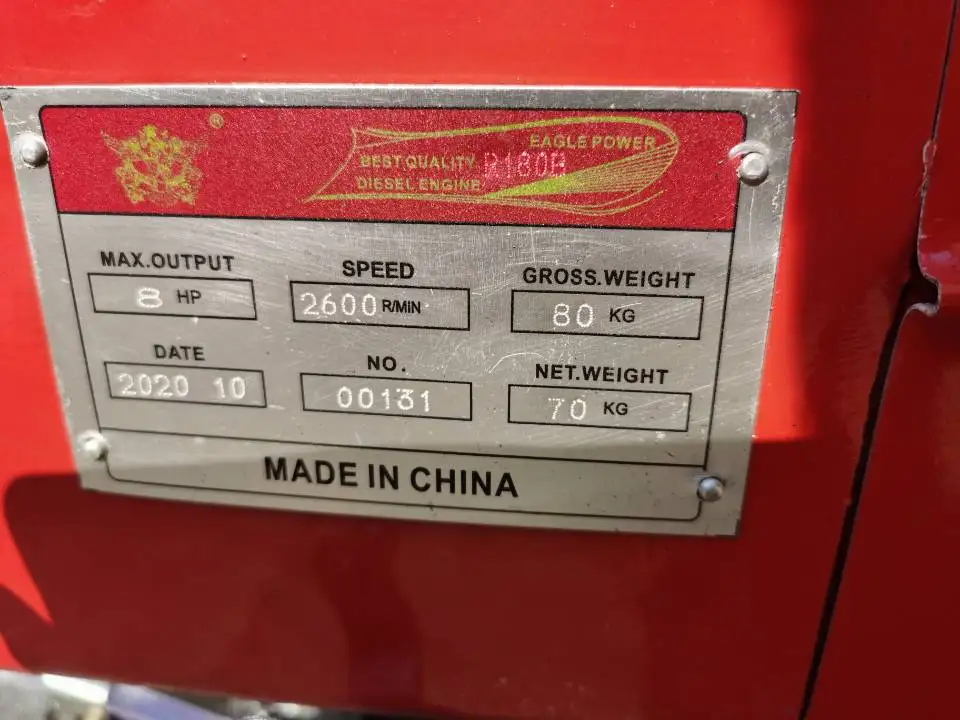 ®
EAGLE POWER
BEST QUALITY R180B
DIESEL ENGINE
MAX.OUTPUT
8 HP
SPEED
2600 R/MIN
GROSS.WEIGHT
80 KG
DATE
2020 10
NO.
00131
NET.WEIGHT
70 KG
MADE IN CHINA